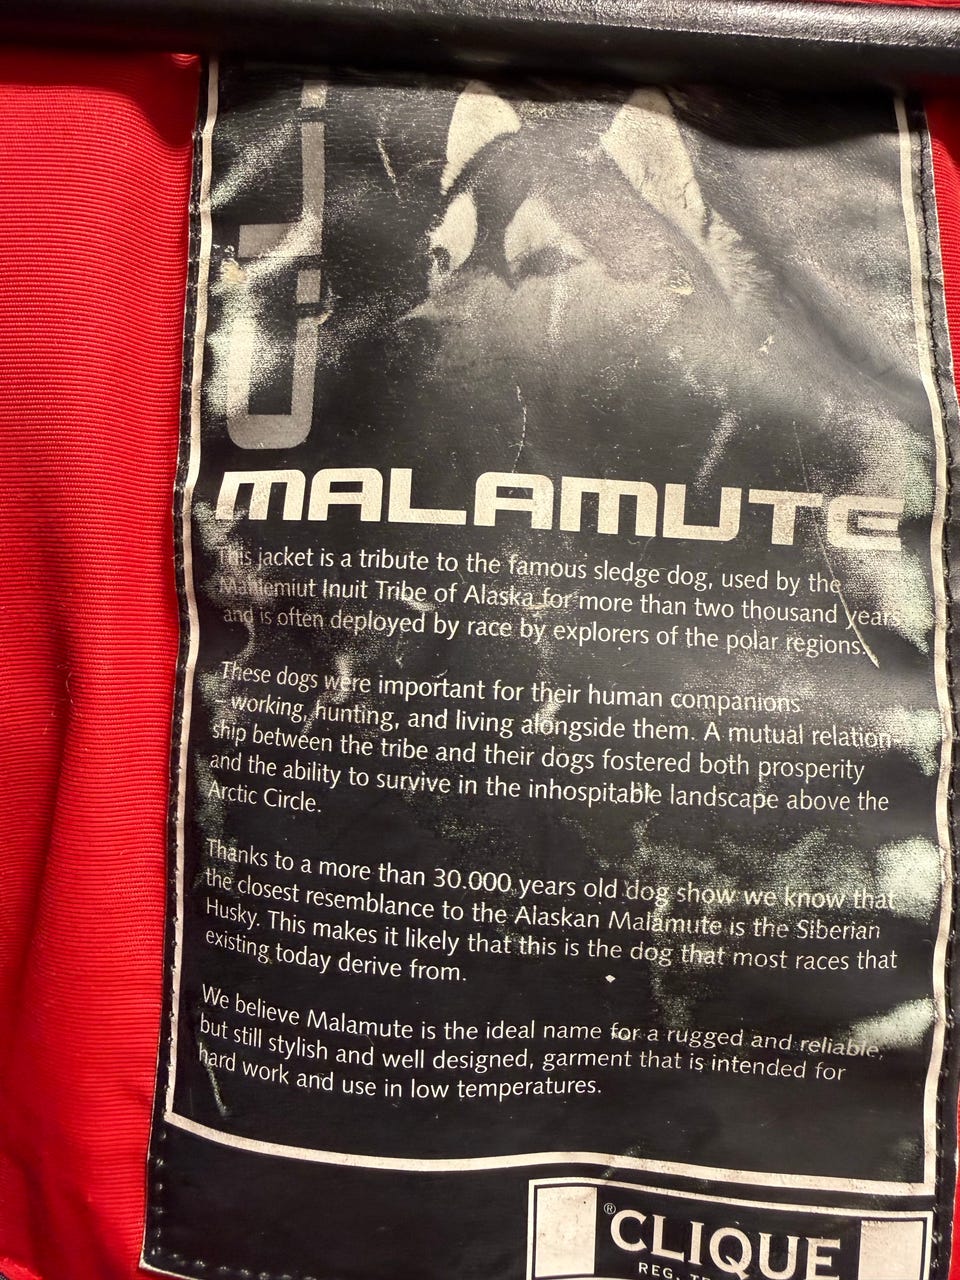 MALAMUTE
This jacket is a tribute to the famous sledge dog, used by the
Mahlemiut Inuit Tribe of Alaska for more than two thousand years
and is often deployed by race by explorers of the polar regions.
These dogs were important for their human companions
– working, hunting, and living alongside them. A mutual relation-
ship between the tribe and their dogs fostered both prosperity
and the ability to survive in the inhospitable landscape above the
Arctic Circle.
Thanks to a more than 30.000 years old dog show we know that
the closest resemblance to the Alaskan Malamute is the Siberian
Husky. This makes it likely that this is the dog that most races that
existing today derive from.
We believe Malamute is the ideal name for a rugged and reliable,
but still stylish and well designed, garment that is intended for
hard work and use in low temperatures.
®CLIQUE
REG.